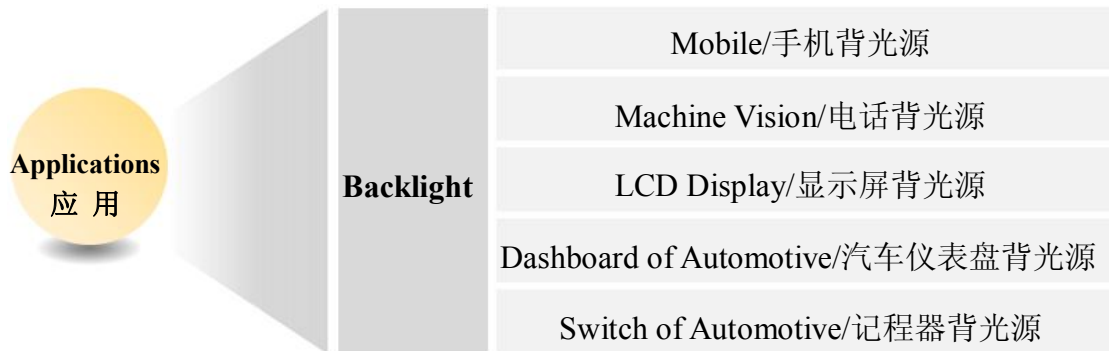 Applications
应 用
Backlight
Mobile/手机背光源
Machine Vision/电话背光源
LCD Display/显示屏背光源
Dashboard of Automotive/汽车仪表盘背光源
Switch of Automotive/记程器背光源